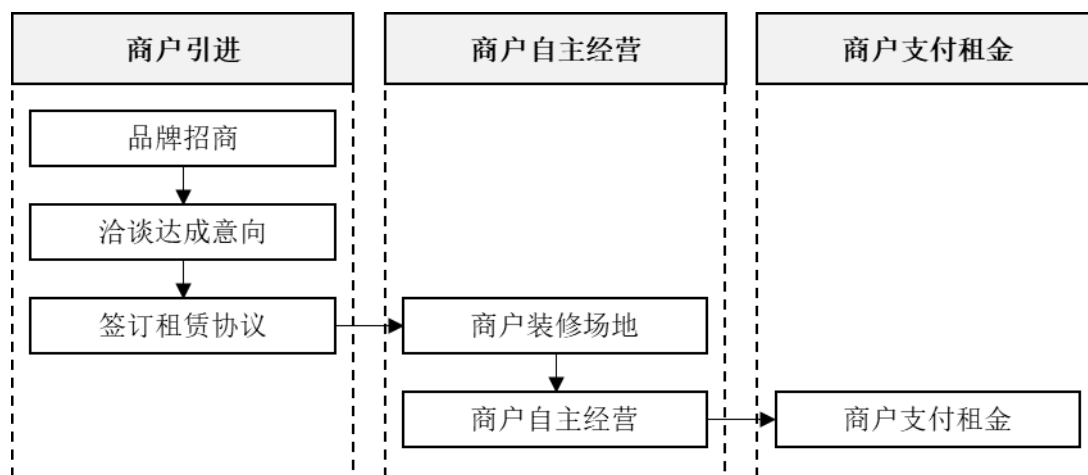 商户引进
商户自主经营
商户支付租金
品牌招商
洽谈达成意向
签订租赁协议
商户装修场地
商户自主经营
商户支付租金